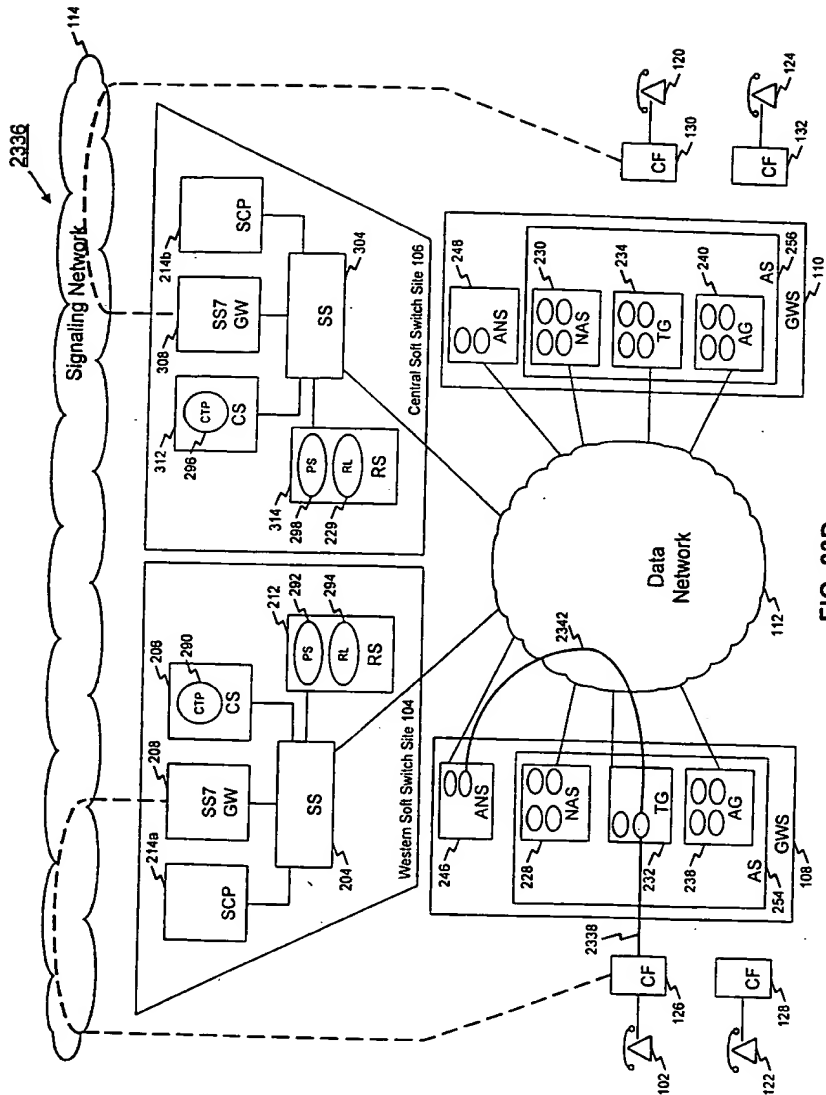 2336
114
Signaling Network
214a
SCP
208
SS7
GW
206
CTP
290
CS
204
SS
212
PS
292
RL
294
RS
Western Soft Switch Site 104
312
CTP
296
CS
308
SS7
GW
214b
SCP
SS
304
314
PS
298
RL
229
RS
Central Soft Switch Site 106
102
CF
126
122
CF
128
2338
246
ANS
228
NAS
232
TG
238
AG
AS
254
GWS
108
2342
Data
Network
112
ANS
248
NAS
230
TG
234
AG
240
AS
256
GWS
110
CF
130
120
CF
132
124